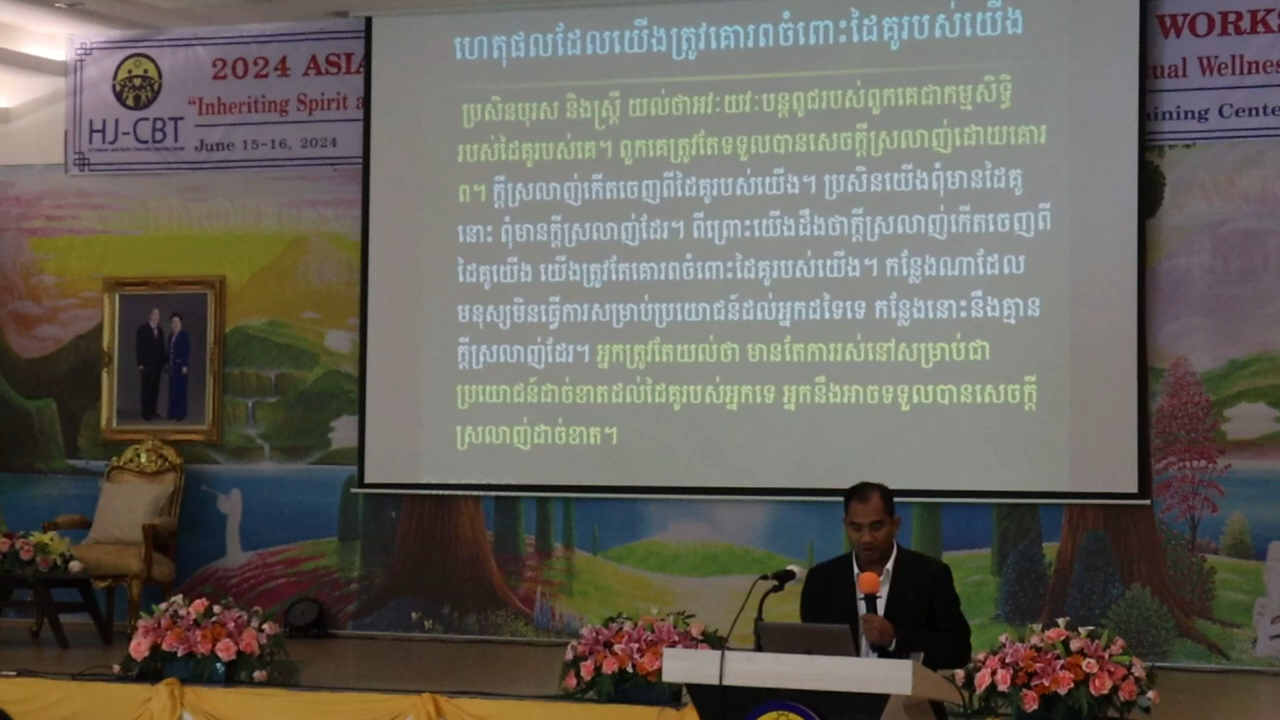 2024 ASIA
"Inheriting Spirit a
HJ-CBT
June 15-16, 2024
WORK
tual Wellness
ining Cente
ហេតុផលដែលយើងត្រូវគោរពចំពោះដៃគូរបស់យើង
ប្រសិនបុរស និងស្ត្រី យល់ថាអវៈយវៈបន្តពូជរបស់ពួកគេជាកម្មសិទ្ធិ
របស់ដៃគូរបស់គេ។ ពួកគេត្រូវតែទទួលបានសេចក្តីស្រលាញ់ដោយគោរ
ព។ ក្តីស្រលាញ់កើតចេញពីដៃគូរបស់យើង។ ប្រសិនយើងពុំមានដៃគូ
នោះ ពុំមានក្តីស្រលាញ់ដែរ។ ពីព្រោះយើងដឹងថាក្តីស្រលាញ់កើតចេញពី
ដៃគូយើង យើងត្រូវតែគោរពចំពោះដៃគូរបស់យើង។ កន្លែងណាដែល
មនុស្សមិនធ្វើការសម្រាប់ប្រយោជន៍ដល់អ្នកដទៃទេ កន្លែងនោះនឹងគ្មាន
ក្តីស្រលាញ់ដែរ។ អ្នកត្រូវតែយល់ថា មានតែការរស់នៅសម្រាប់ជា
ប្រយោជន៍ដាច់ខាតដល់ដៃគូរបស់អ្នកទេ អ្នកនឹងអាចទទួលបានសេចក្តី
ស្រលាញ់ដាច់ខាត។